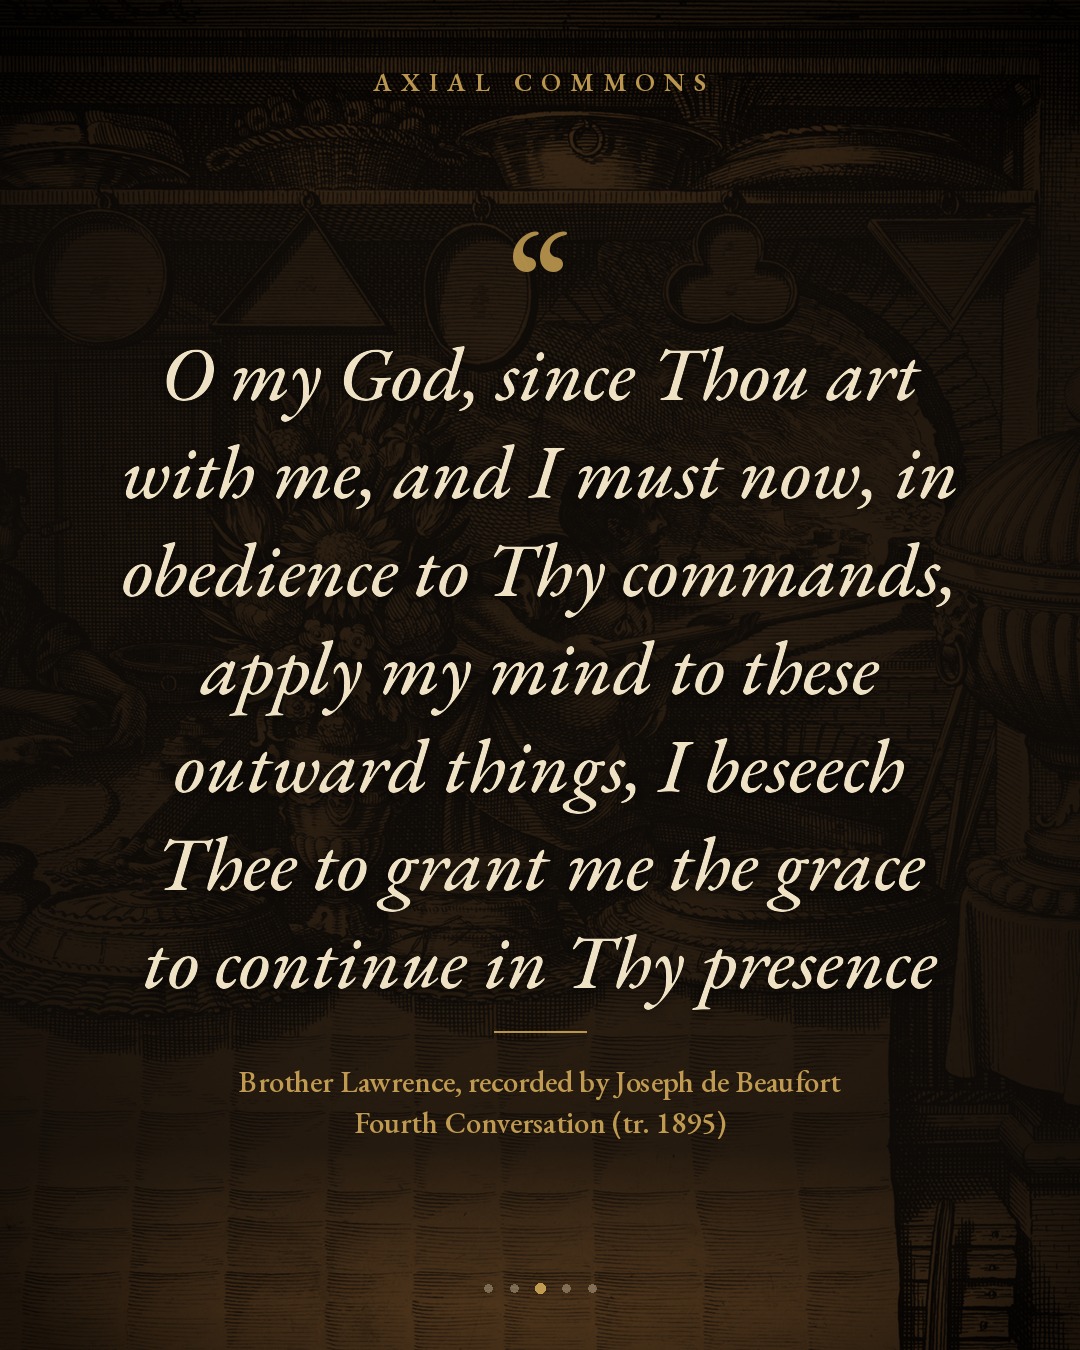 AXIAL COMMONS
“
O my God, since Thou art
with me, and I must now, in
obedience to Thy commands,
apply my mind to these
outward things, I beseech
Thee to grant me the grace
to continue in Thy presence
Brother Lawrence, recorded by Joseph de Beaufort
Fourth Conversation (tr. 1895)